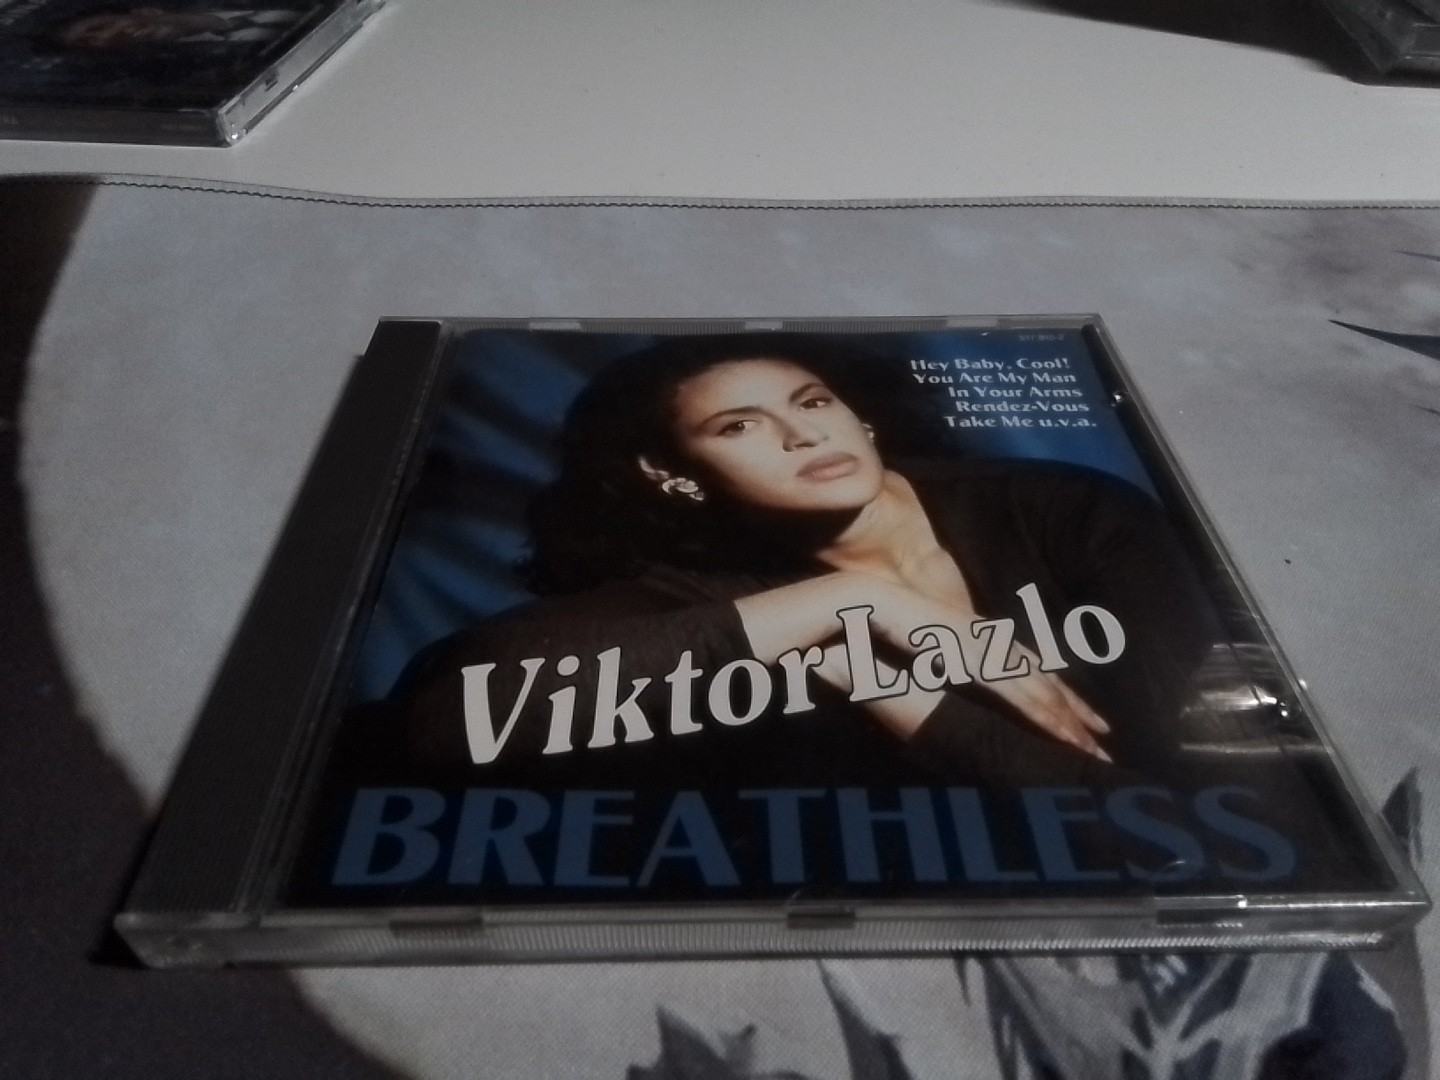 Hey Baby, Cool!
You Are My Man
In Your Arms
Rendez-Vous
Take Me u.v.a.
Viktor Lazlo
BREATHLESS